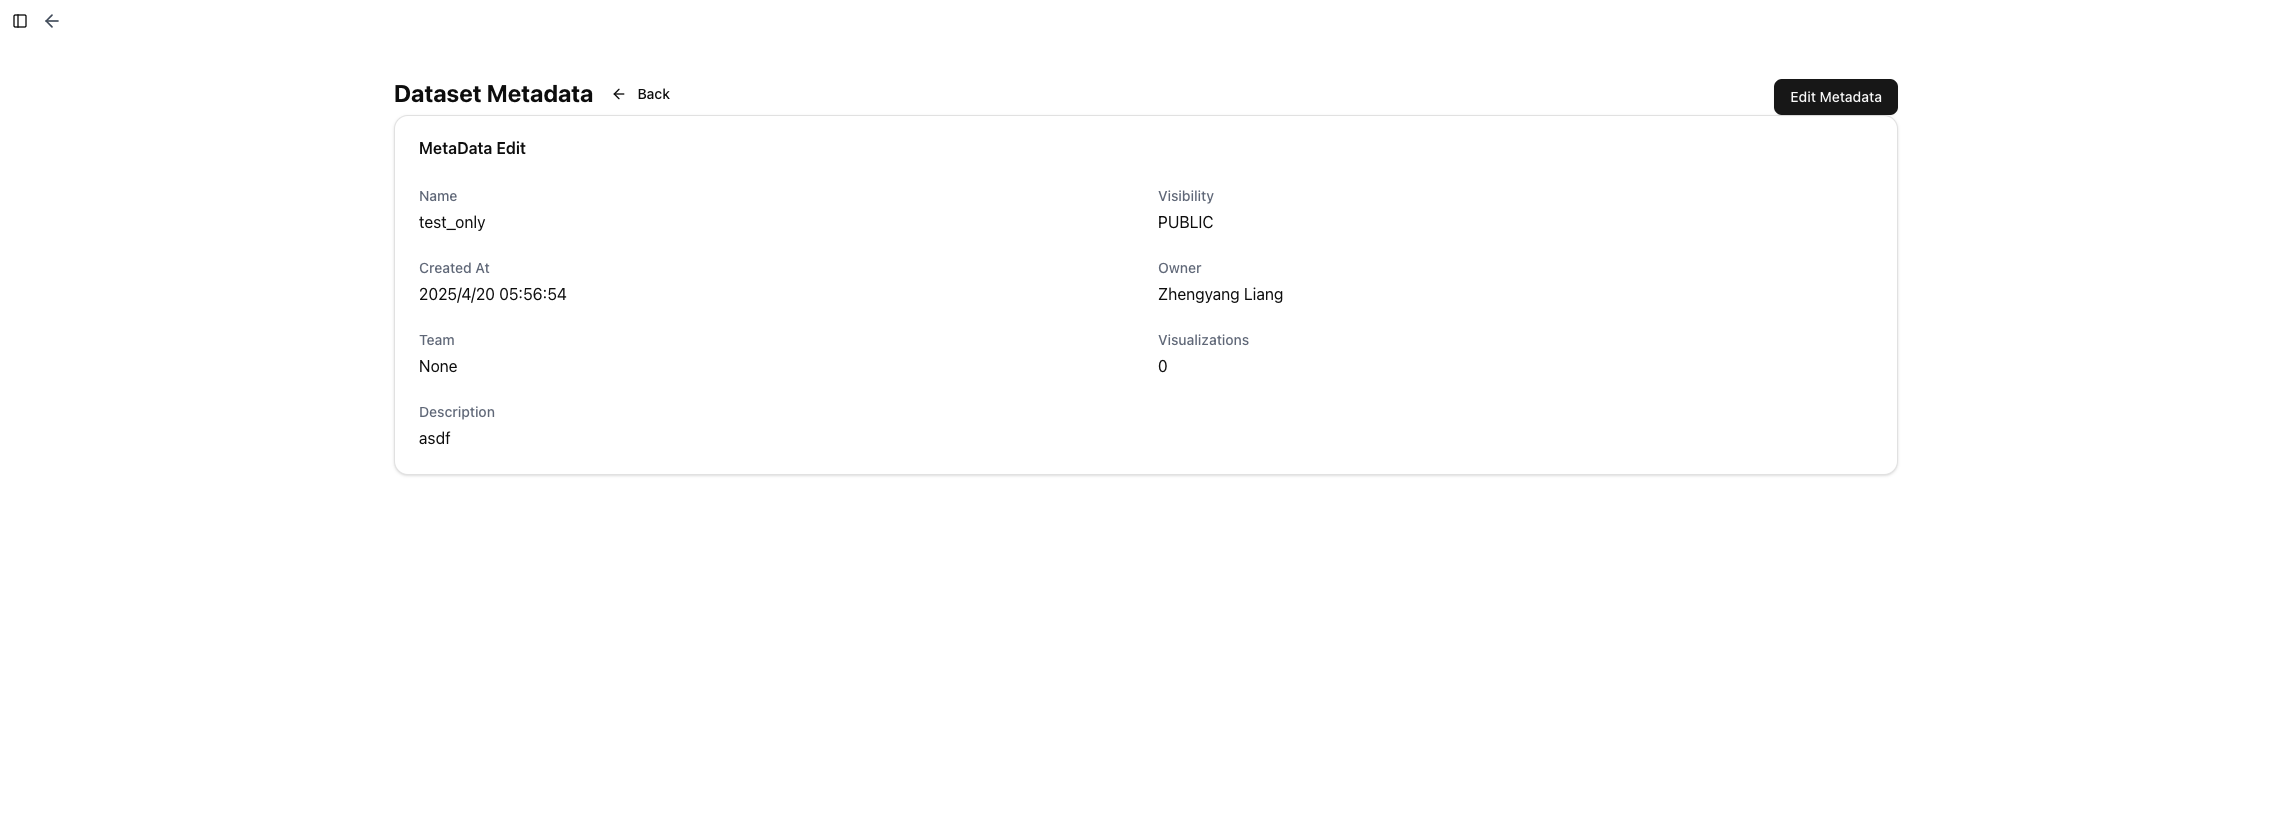 Dataset Metadata
Back
Edit Metadata
MetaData Edit
Name
test_only
Visibility
PUBLIC
Created At
2025/4/20 05:56:54
Owner
Zhengyang Liang
Team
None
Visualizations
0
Description
asdf